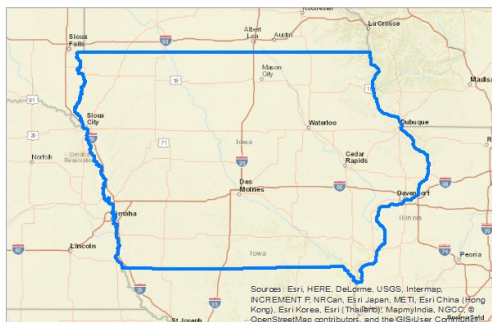 Rochester
La Crosse
Sioux
Falls
Albert
Lea
Austin
Mason
City
Madis
Sioux
City
Waterloo
Dubuque
Iowa
Norfolk
Cedar
Rapids
Des
Moines
Davenport
Omaha
Illinois
Lincoln
Iowa
Peoria
St Joseph
Sources: Esri, HERE, DeLorme, USGS, Intermap,
INCREMENT P, NRCan, Esri Japan, METI, Esri China (Hong
Kong), Esri Korea, Esri (Thailand), MapmyIndia, NGCC, ©
OpenStreetMap contributors, and the GIS User Community